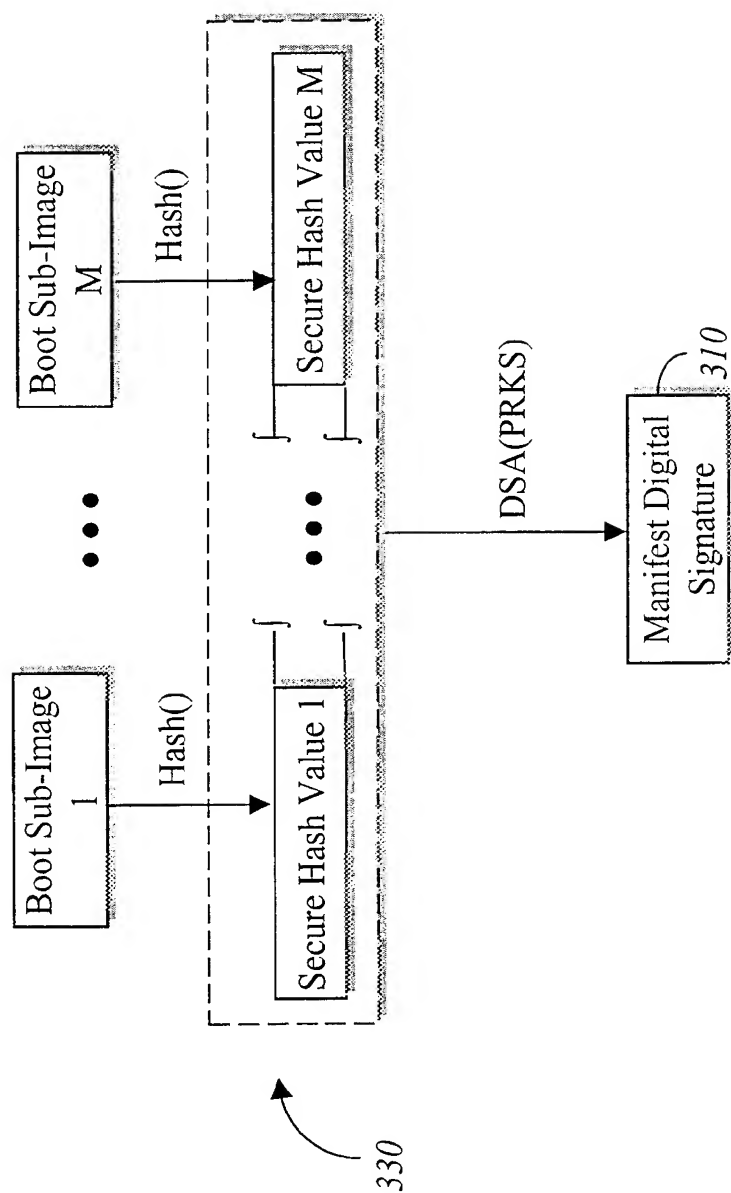 Boot Sub-Image
1
Boot Sub-Image
M
Hash()
Hash()
Secure Hash Value 1
Secure Hash Value M
330
DSA(PRKS)
Manifest Digital
Signature
310